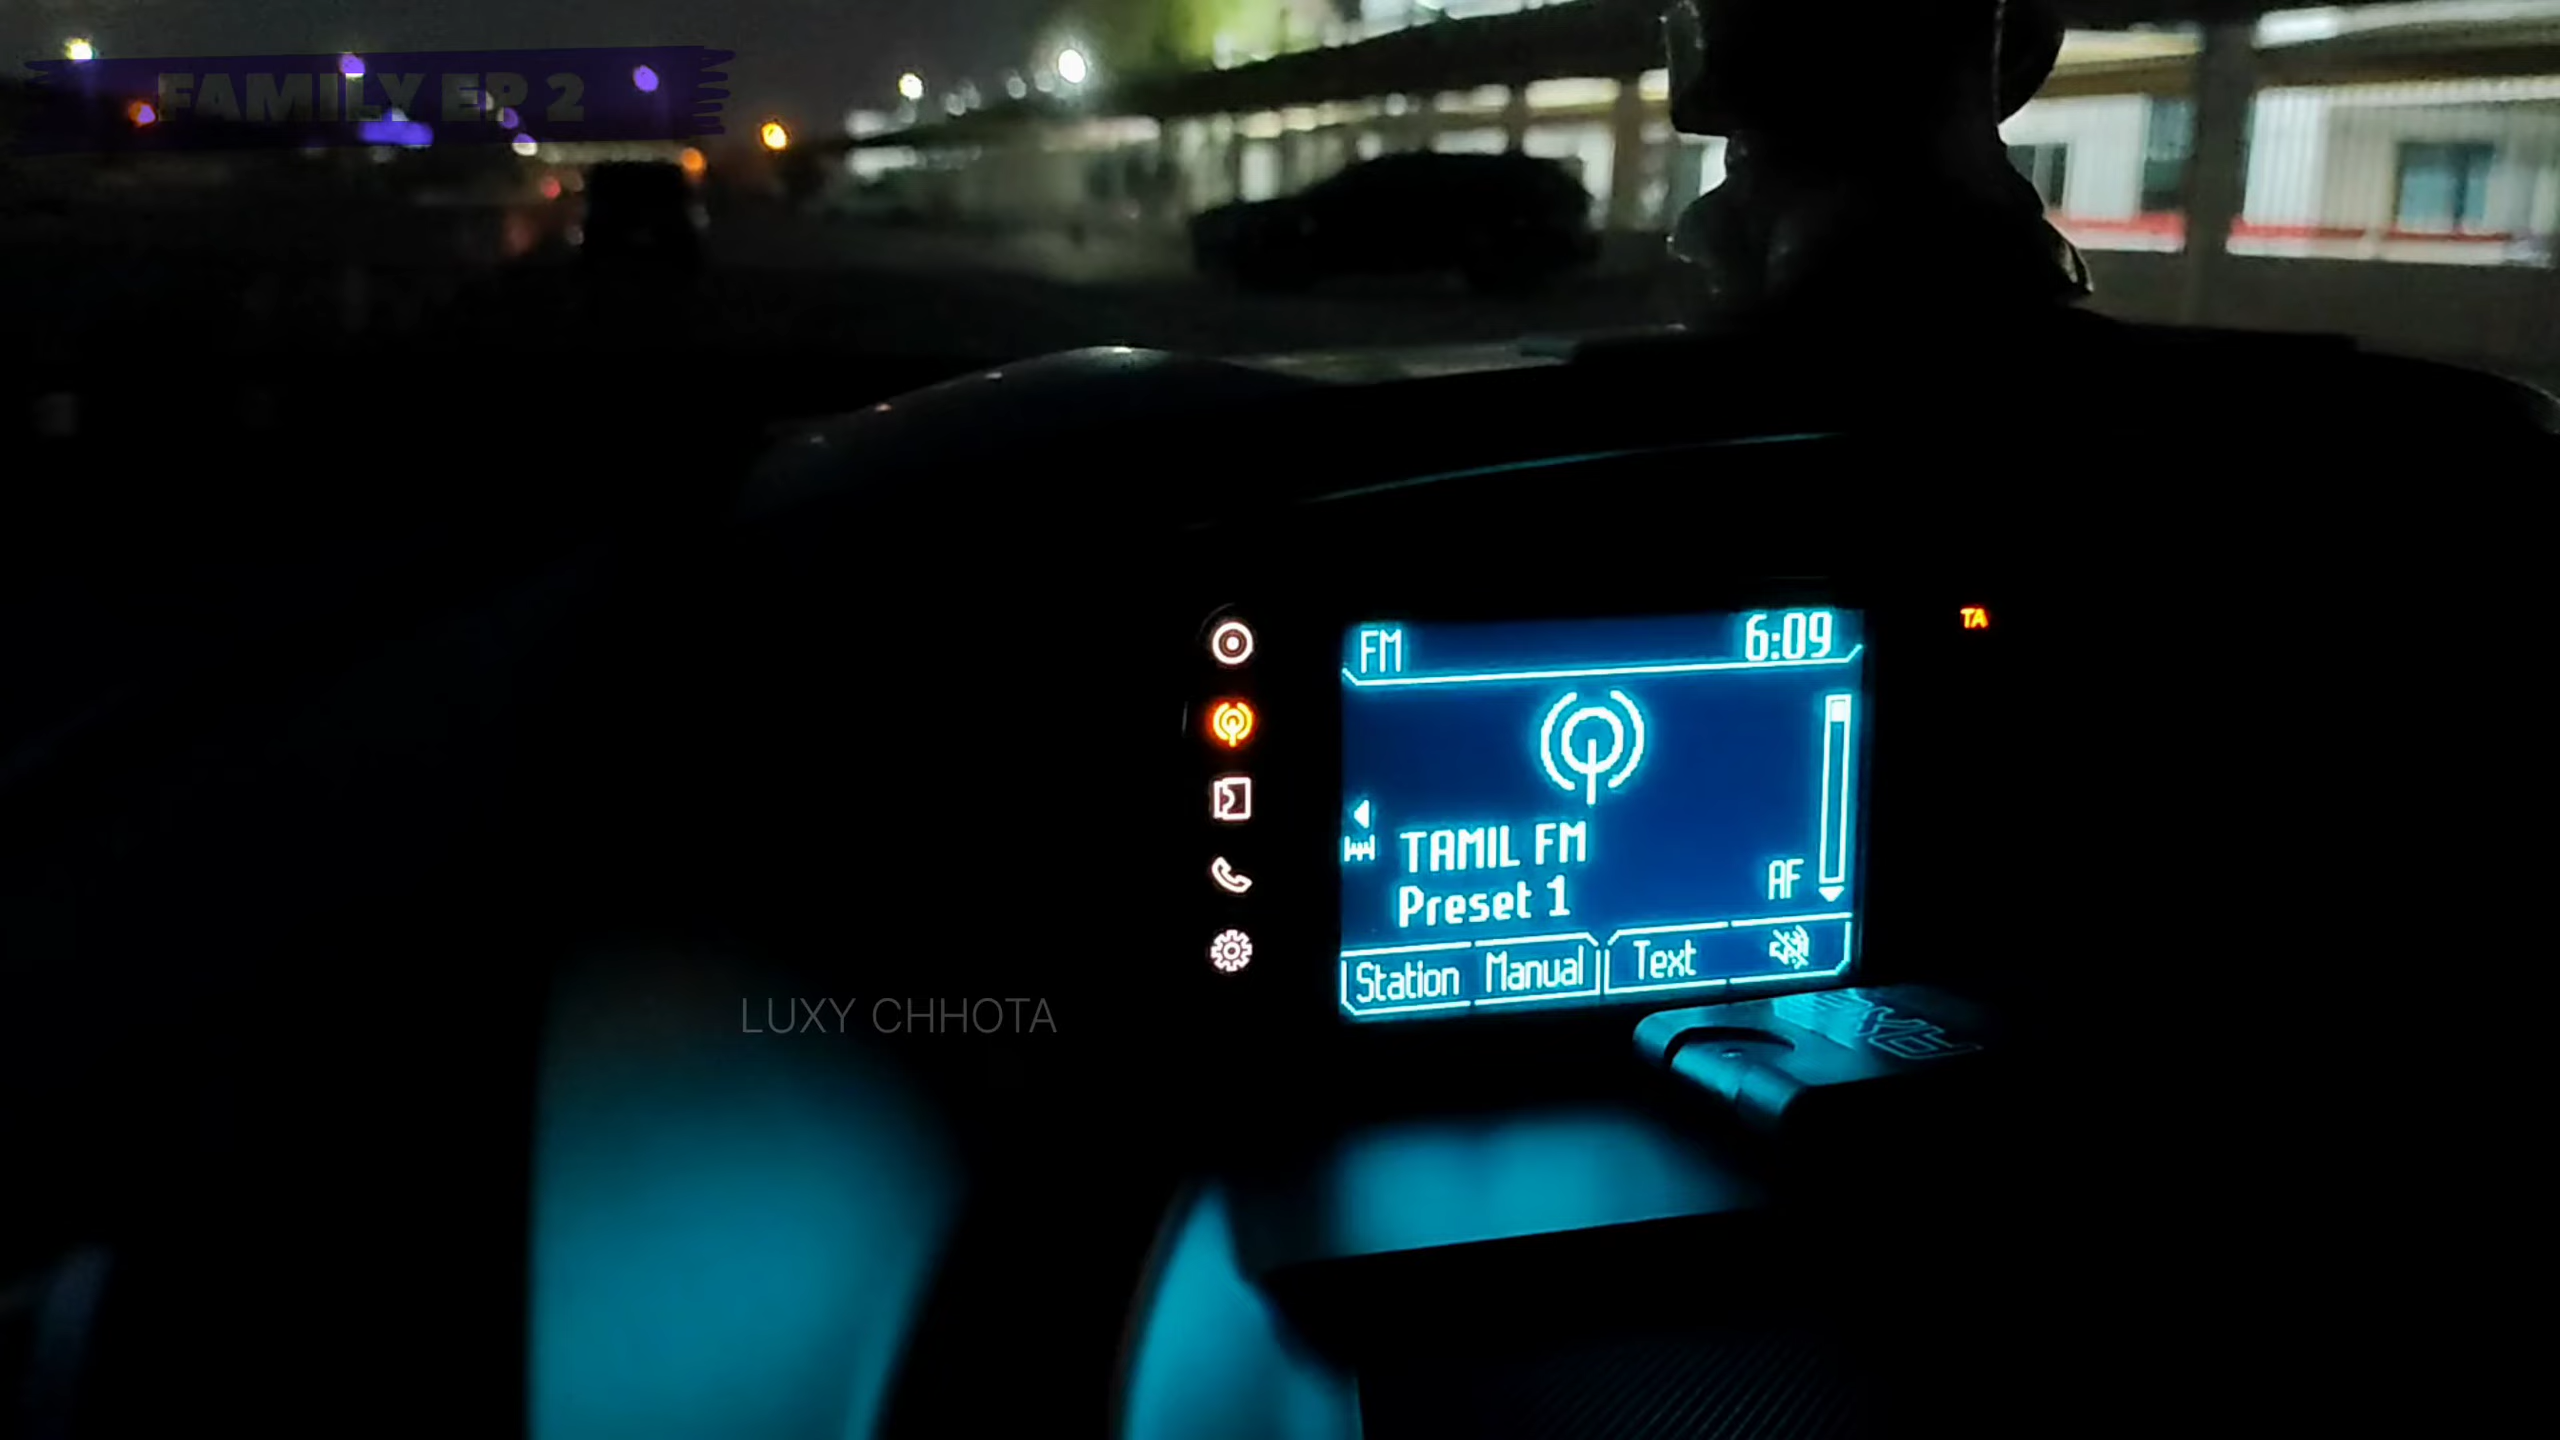 FAMILY EP 2
FM 6:09
TA
TAMIL FM
Preset 1
AF
Station Manual Text
LUXY CHHOTA